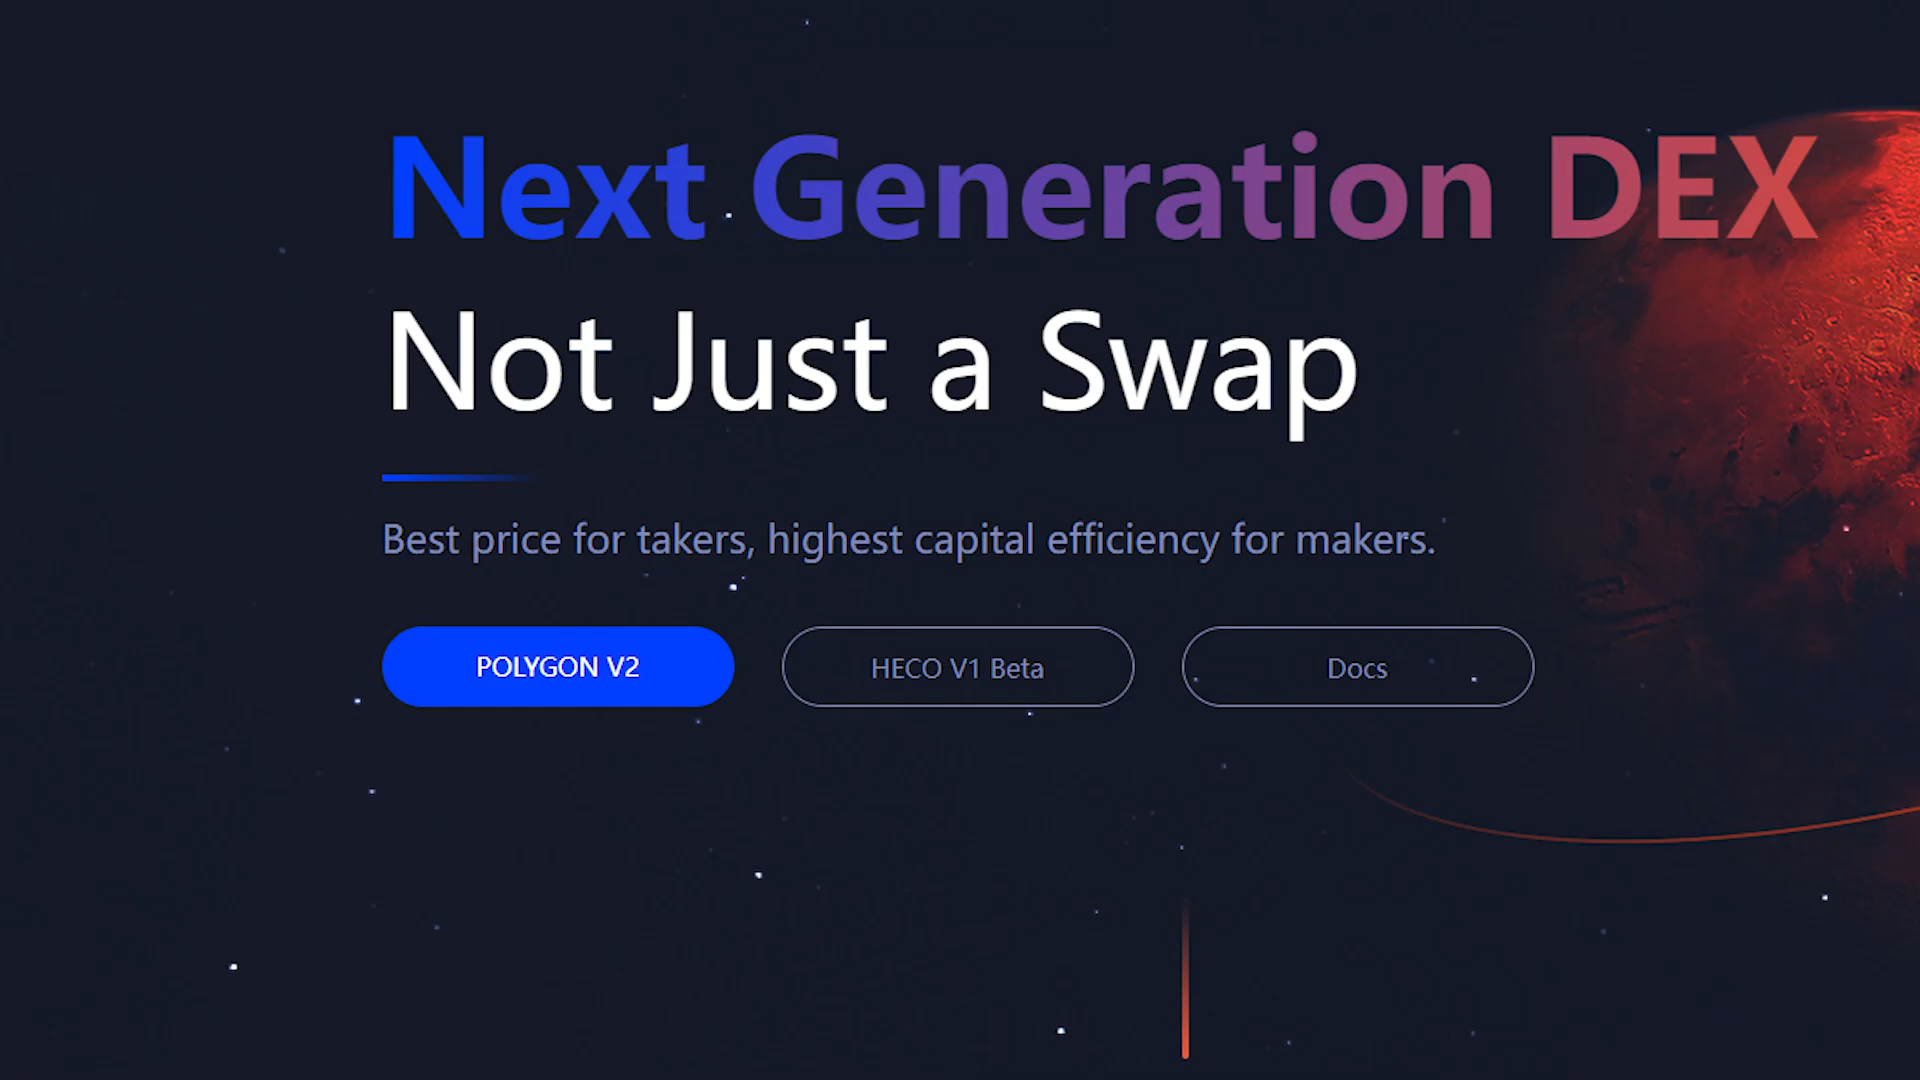 Next Generation DEX
Not Just a Swap
Best price for takers, highest capital efficiency for makers.
POLYGON V2
HECO V1 Beta
Docs